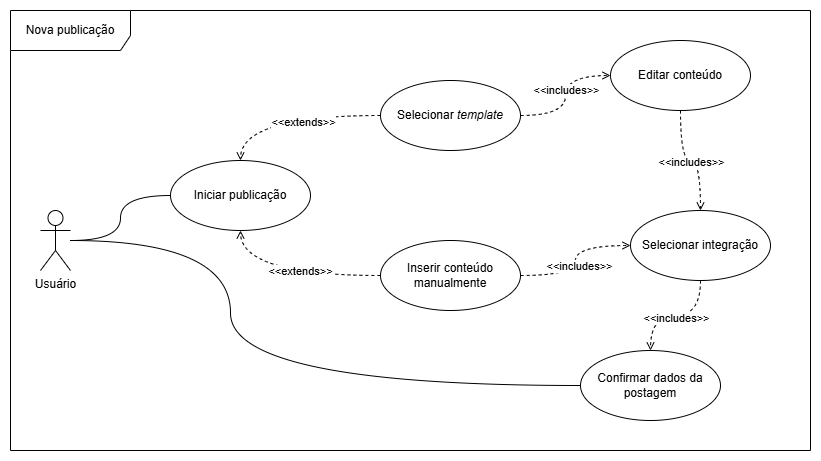 Nova publicação
Editar conteúdo
<<includes>>
Selecionar template
<<extends>>
<<includes>>
Iniciar publicação
Selecionar integração
Usuário
Inserir conteúdo
manualmente
<<extends>>
<<includes>>
<<includes>>
Confirmar dados da
postagem